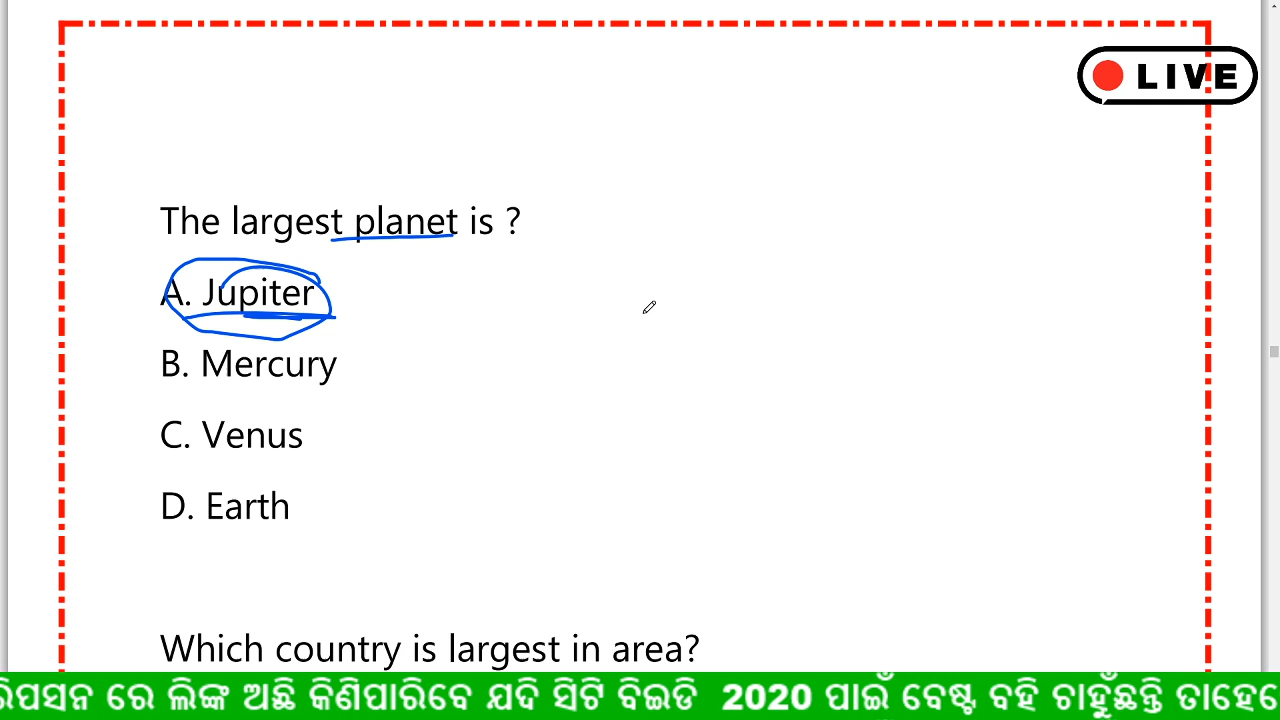 LIVE
The largest planet is ?
A. Jupiter
B. Mercury
C. Venus
D. Earth
Which country is largest in area?
ରିପସନ ରେ ଲିଙ୍କ ଅଛି କିଣିପାରିବେ ଯଦି ସିଟି ବିଇଡି 2020 ପାଇଁ ବେଷ୍ଟ ବହି ଚାହୁଁଛନ୍ତି ତାହେଲେ